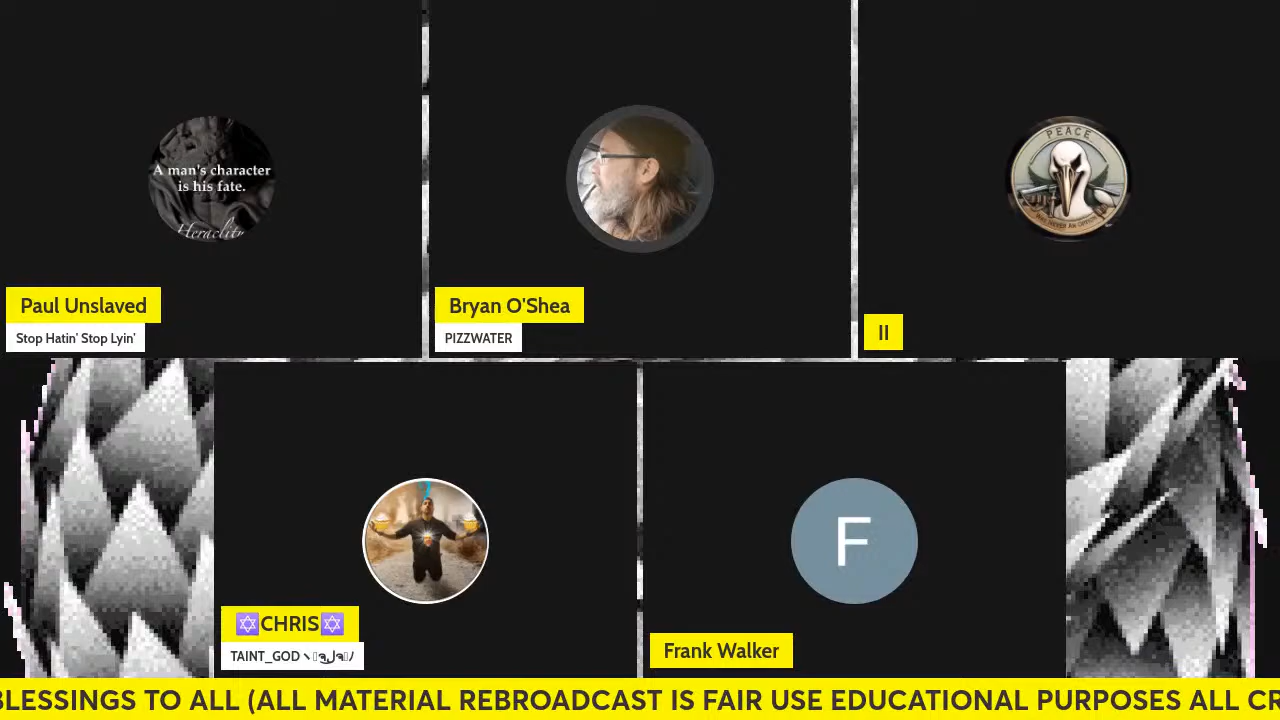 A man's character
is his fate.
Heraclit
PEACE
Paul Unslaved
Stop Hatin' Stop Lyin'
Bryan O'Shea
PIZZWATER
II
✡CHRIS✡
TAINT_GOD
F
Frank Walker
BLESSINGS TO ALL (ALL MATERIAL REBROADCAST IS FAIR USE EDUCATIONAL PURPOSES ALL CR